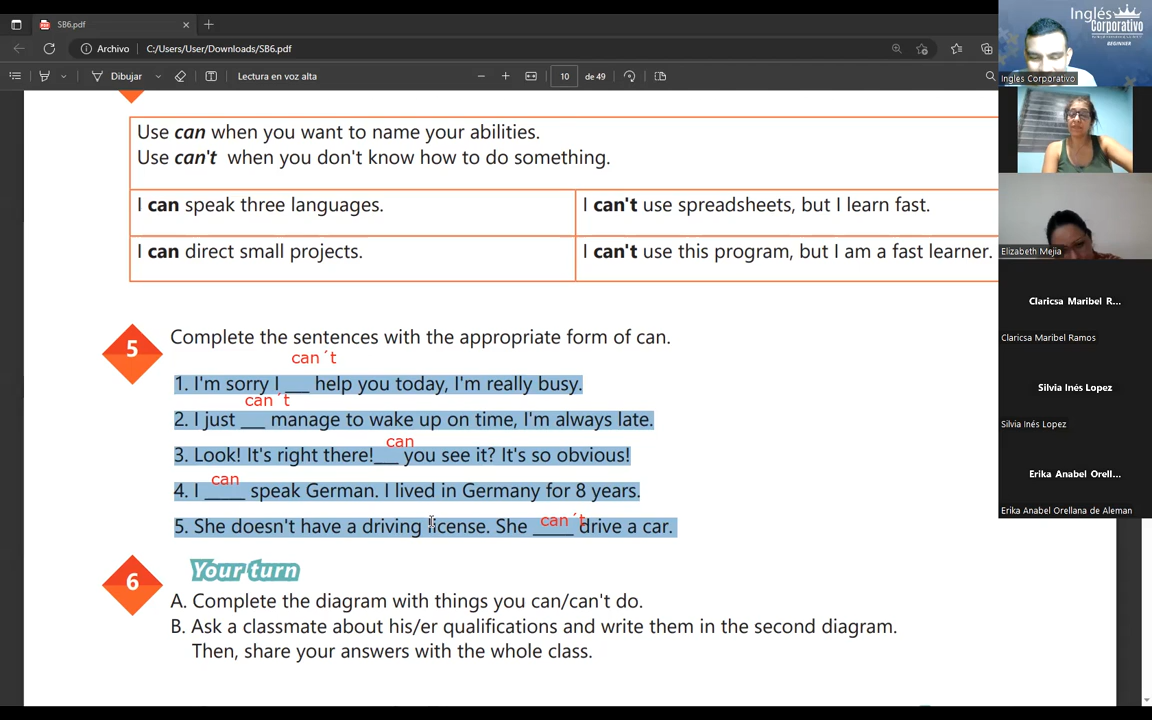 SB6.pdf
Archivo C:/Users/User/Downloads/SB6.pdf
Dibujar Lectura en voz alta 10 de 49
Use can when you want to name your abilities.
Use can't when you don't know how to do something.
I can speak three languages. I can't use spreadsheets, but I learn fast.
I can direct small projects. I can't use this program, but I am a fast learner.
5 Complete the sentences with the appropriate form of can.
can´t
1. I'm sorry I ___ help you today, I'm really busy.
can´t
2. I just ___ manage to wake up on time, I'm always late.
can
3. Look! It's right there!___ you see it? It's so obvious!
can
4. I _____ speak German. I lived in Germany for 8 years.
can´t
5. She doesn't have a driving license. She _____ drive a car.
6 Your turn
A. Complete the diagram with things you can/can't do.
B. Ask a classmate about his/er qualifications and write them in the second diagram.
Then, share your answers with the whole class.
Inglés
Corporativo
BEGINNER
Inglés Corporativo
Elizabeth Mejia
Claricsa Maribel R...
Claricsa Maribel Ramos
Silvia Inés Lopez
Silvia Inés Lopez
Erika Anabel Orell...
Erika Anabel Orellana de Aleman